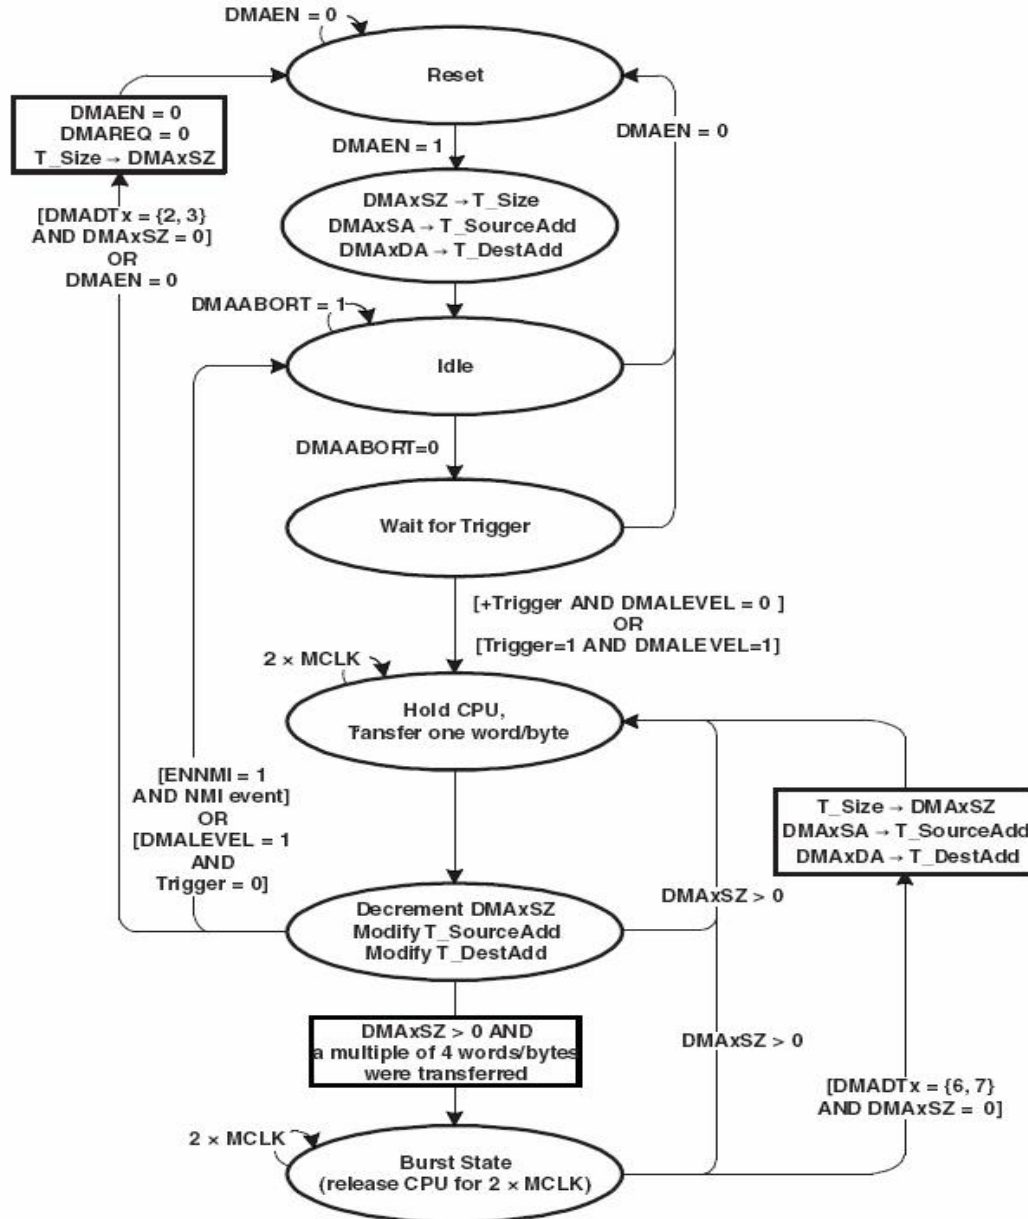 DMAEN = 0
Reset
DMAEN = 0
DMAREQ = 0
T_Size → DMAxSZ
DMAEN = 0
DMAEN = 1
DMAxSZ → T_Size
DMAxSA → T_SourceAdd
DMAxDA → T_DestAdd
[DMADTx = {2, 3}
AND DMAxSZ = 0]
OR
DMAEN = 0
DMAABORT = 1
Idle
DMAABORT=0
Wait for Trigger
[+Trigger AND DMALEVEL = 0 ]
OR
[Trigger=1 AND DMALEVEL=1]
2 × MCLK
Hold CPU,
Tansfer one word/byte
[ENNMI = 1
AND NMI event]
OR
[DMALEVEL = 1
AND
Trigger = 0]
T_Size → DMAxSZ
DMAxSA → T_SourceAdd
DMAxDA → T_DestAdd
DMAxSZ > 0
Decrement DMAxSZ
Modify T_SourceAdd
Modify T_DestAdd
DMAxSZ > 0 AND
a multiple of 4 words/bytes
were transferred
DMAxSZ > 0
[DMADTx = {6, 7}
AND DMAxSZ = 0]
2 × MCLK
Burst State
(release CPU for 2 × MCLK)